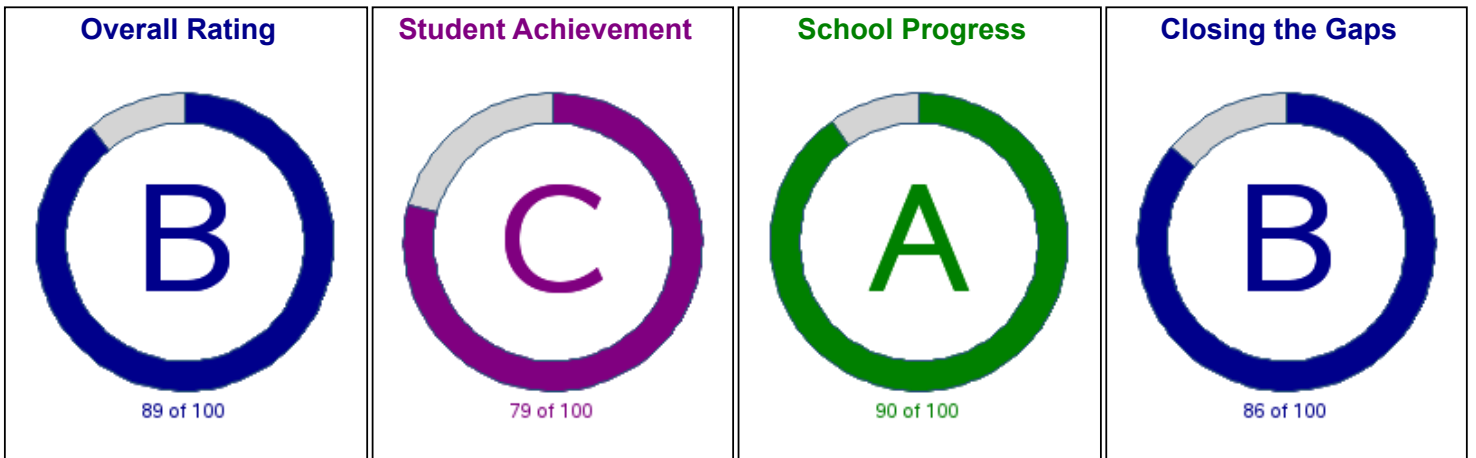 Overall Rating
B
89 of 100
Student Achievement
C
79 of 100
School Progress
A
90 of 100
Closing the Gaps
B
86 of 100